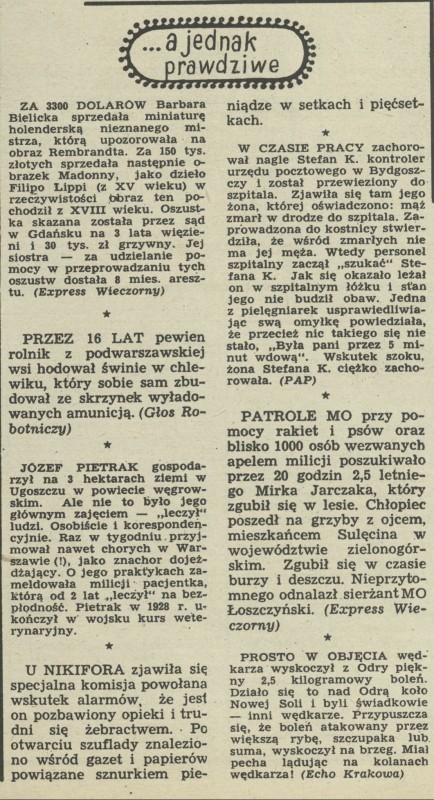 ...a jednak
prawdziwe
ZA 3300 DOLARÓW Barbara
Bielicka sprzedała miniaturę
holenderską nieznanego mi-
strza, którą upozorowała na
obraz Rembrandta. Za 150 tys.
złotych sprzedała następnie o-
brazek Madonny, jako dzieło
Filipo Lippi (z XV wieku) w
rzeczywistości obraz ten po-
chodził z XVIII wieku. Oszust-
ka skazana została przez sąd
w Gdańsku na 3 lata więzie-
ni i 30 tys. zł grzywny. Jej
siostra — za udzielanie po-
mocy w przeprowadzaniu tych
oszustw dostała 8 mies. aresz-
tu. (Express Wieczorny)
★
PRZEZ 16 LAT pewien
rolnik z podwarszawskiej
wsi hodował świnie w chle-
wiku, który sobie sam zbu-
dował ze skrzynek wyłado-
wanych amunicją. (Głos Ro-
botniczy)
★
JÓZEF PIETRAK gospoda-
rzył na 3 hektarach ziemi w
Ugoszczu w powiecie węgrow-
skim. Ale nie to było jego
głównym zajęciem — „leczył"
ludzi. Osobiście i koresponden-
cyjnie. Raz w tygodniu przyj-
mował nawet chorych w War-
szawie (!), jako znachor dojeż-
dżający. O jego praktykach za-
meldowała milicji pacjentka,
którą od 2 lat „leczył" na bez-
płodność. Pietrak w 1928 r. u-
kończył w wojsku kurs wete-
rynaryjny.
★
U NIKIFORA zjawiła się
specjalna komisja powołana
wskutek alarmów, że jest
on pozbawiony opieki i tru-
dni się żebractwem. Po
otwarciu szuflady znalezio-
no wśród gazet i papierów
powiązane sznurkiem pie-
niądze w setkach i pięćset-
kach.
★
W CZASIE PRACY zachoro-
wał nagle Stefan K. kontroler
urzędu pocztowego w Bydgosz-
czy i został przewieziony do
szpitala. Zjawiła się tam jego
żona, której oświadczono: mąż
zmarł w drodze do szpitala. Za-
prowadzona do kostnicy stwier-
dziła, że wśród zmarłych nie
ma jej męża. Wtedy personel
szpitalny zaczął „szukać" Ste-
fana K. Jak się okazało leżał
on w szpitalnym łóżku i stan
jego nie budził obaw. Jedna
z pielęgniarek usprawiedliwia-
jąc swą omyłkę powiedziała,
że przecież nic takiego się nie
stało, „Była pani przez 5 mi-
nut wdową". Wskutek szoku,
żona Stefana K. ciężko zacho-
rowała. (PAP)
★
PATROLE MO przy po-
mocy rakiet i psów oraz
blisko 1000 osób wezwanych
apelem milicji poszukiwało
przez 20 godzin 2,5 letnie-
go Mirka Jarczaka, który
zgubił się w lesie. Chłopiec
poszedł na grzyby z ojcem,
mieszkańcem Sulęcina w
województwie zielonogór-
skim. Zgubił się w czasie
burzy i deszczu. Nieprzyto-
mnego odnalazł sierżant MO
Łoszczyński. (Express Wie-
czorny)
★
PROSTO W OBJĘCIA węd-
karza wyskoczył z Odry pięk-
ny 2,5 kilogramowy boleń.
Działo się to nad Odrą koło
Nowej Soli i byli świadkowie
— inni wędkarze. Przypuszcza
się, że boleń atakowany przez
większą rybę, szczupaka lub
suma, wyskoczył na brzeg. Miał
pecha lądując na kolanach
wędkarza! (Echo Krakowa)